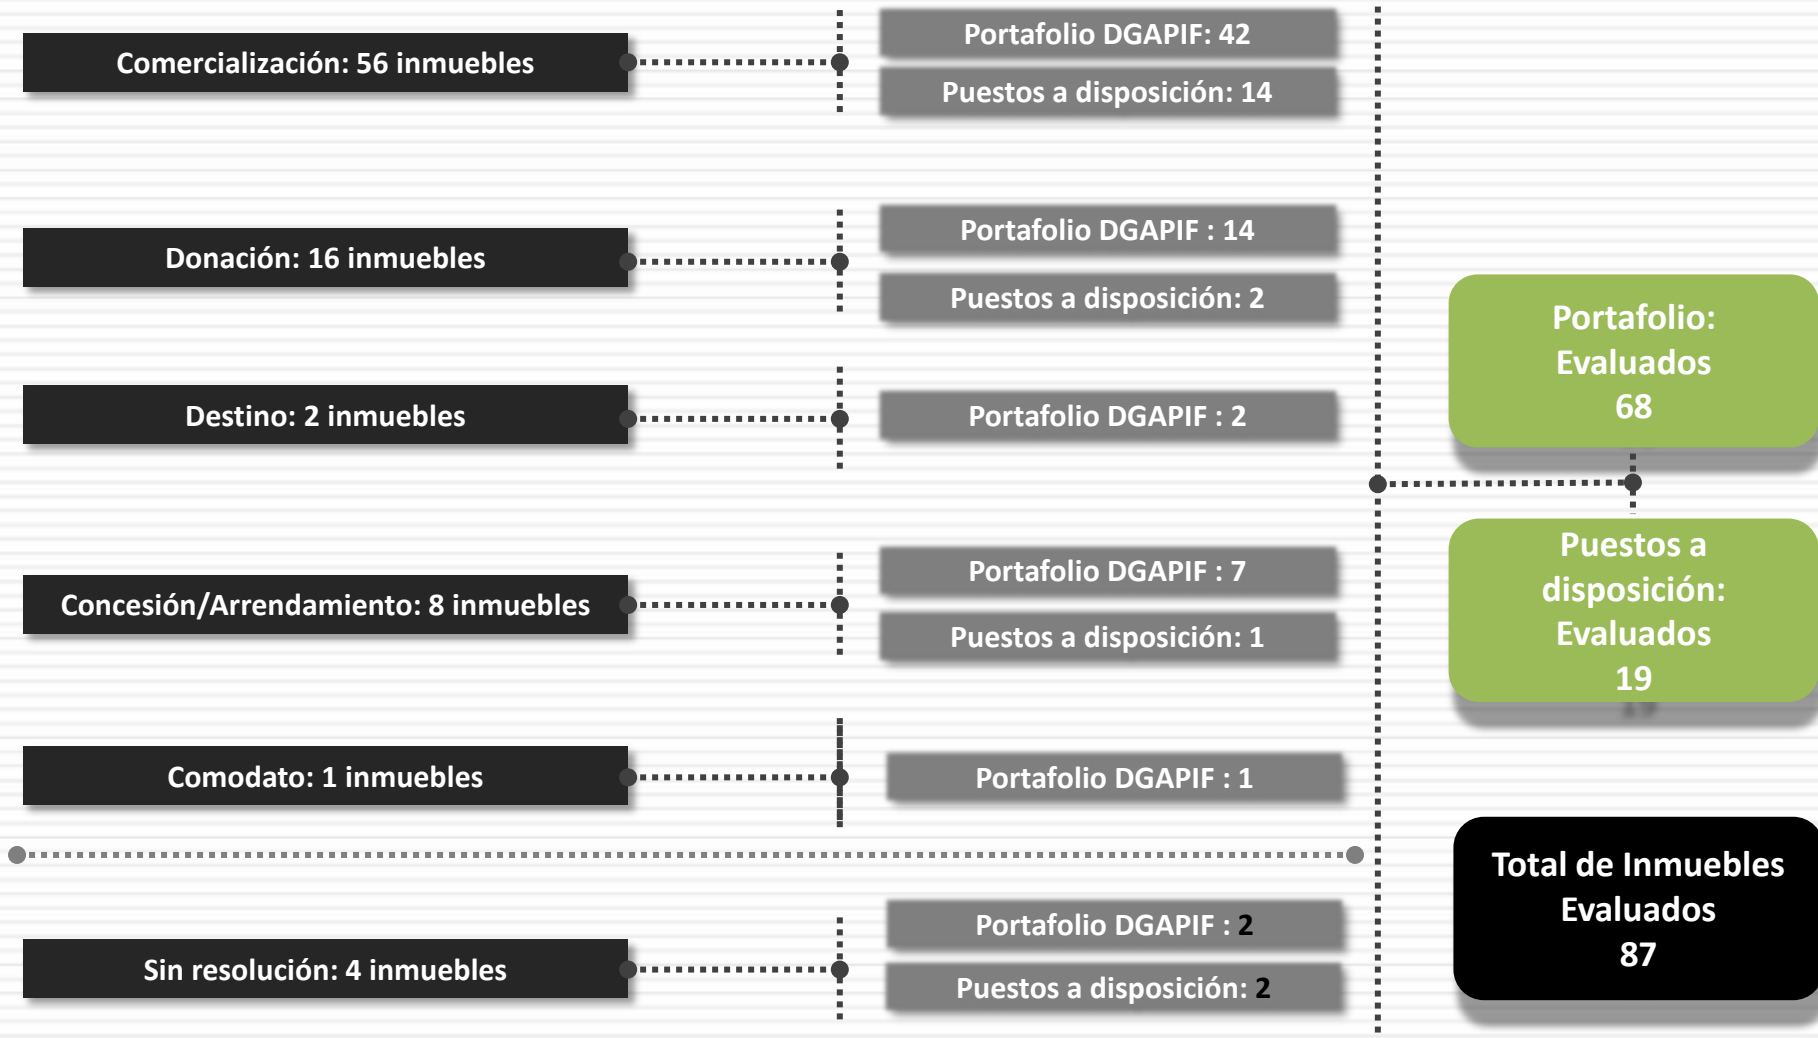 Comercialización: 56 inmuebles
Portafolio DGAPIF: 42
Puestos a disposición: 14
Donación: 16 inmuebles
Portafolio DGAPIF : 14
Puestos a disposición: 2
Destino: 2 inmuebles
Portafolio DGAPIF : 2
Concesión/Arrendamiento: 8 inmuebles
Portafolio DGAPIF : 7
Puestos a disposición: 1
Comodato: 1 inmuebles
Portafolio DGAPIF : 1
Sin resolución: 4 inmuebles
Portafolio DGAPIF : 2
Puestos a disposición: 2
Portafolio:
Evaluados
68
Puestos a
disposición:
Evaluados
19
Total de Inmuebles
Evaluados
87